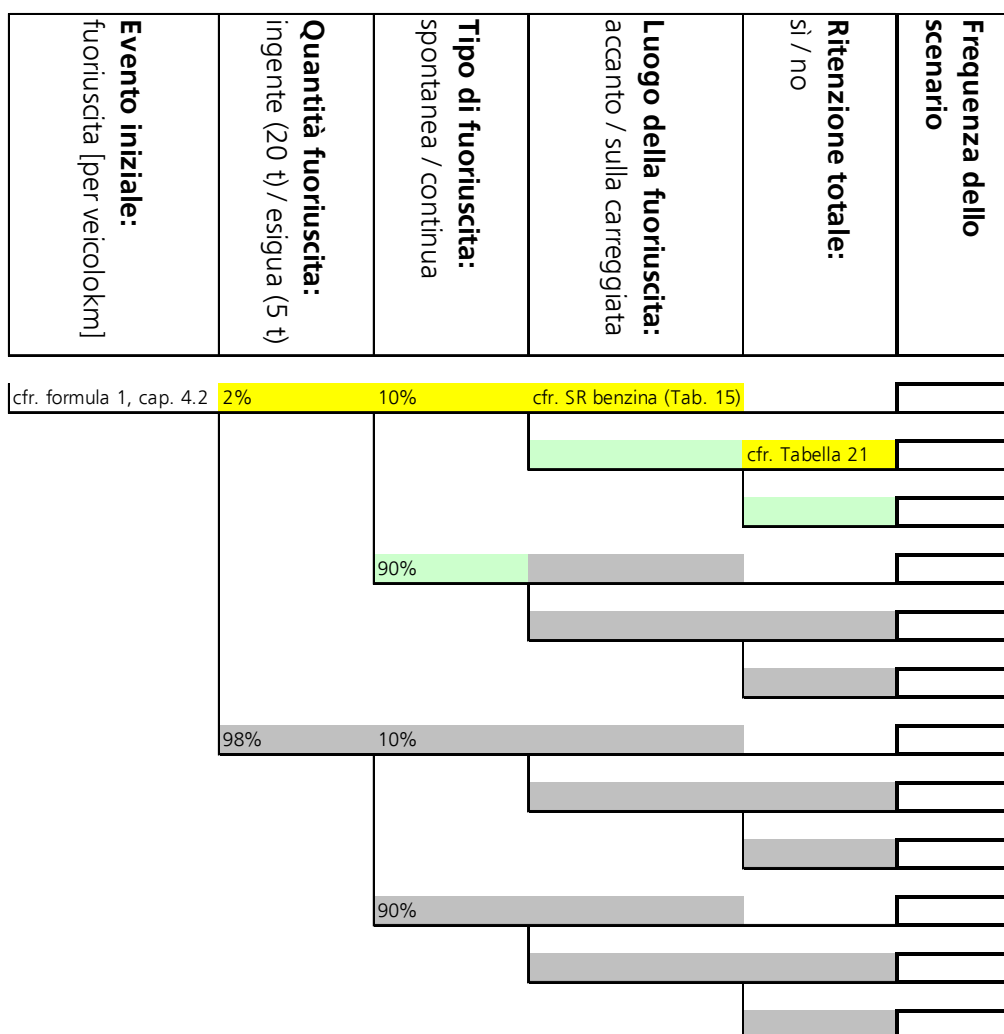 Evento iniziale:
fuoriuscita [per veicolokm]
Quantità fuoriuscita:
ingente (20 t) / esigua (5 t)
Tipo di fuoriuscita:
spontanea / continua
Luogo della fuoriuscita:
accanto / sulla carreggiata
Ritenzione totale:
sì / no
Frequenza dello
scenario
cfr. formula 1, cap. 4.2 2% 10% cfr. SR benzina (Tab. 15)
cfr. Tabella 21
90%
98% 10%
90%